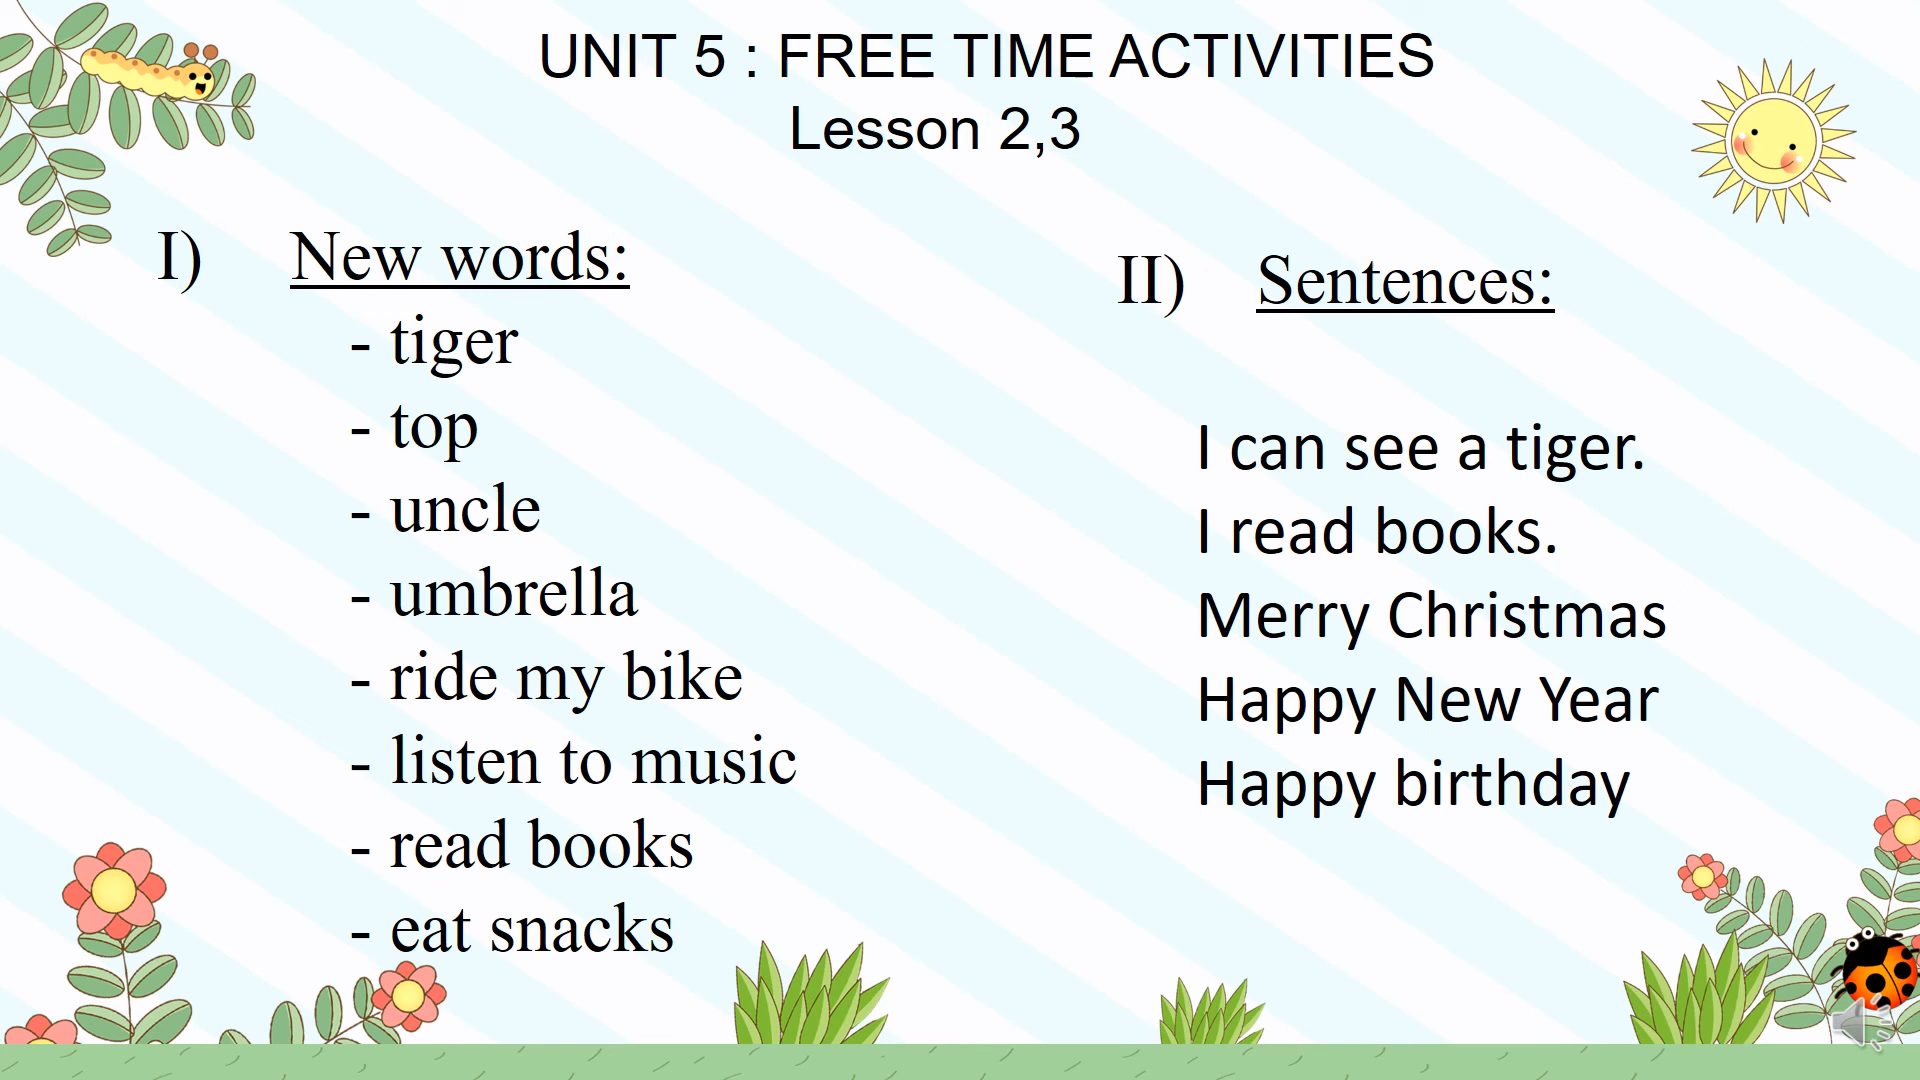 UNIT 5 : FREE TIME ACTIVITIES
Lesson 2,3
I) New words:
- tiger
- top
- uncle
- umbrella
- ride my bike
- listen to music
- read books
- eat snacks
II) Sentences:
I can see a tiger.
I read books.
Merry Christmas
Happy New Year
Happy birthday